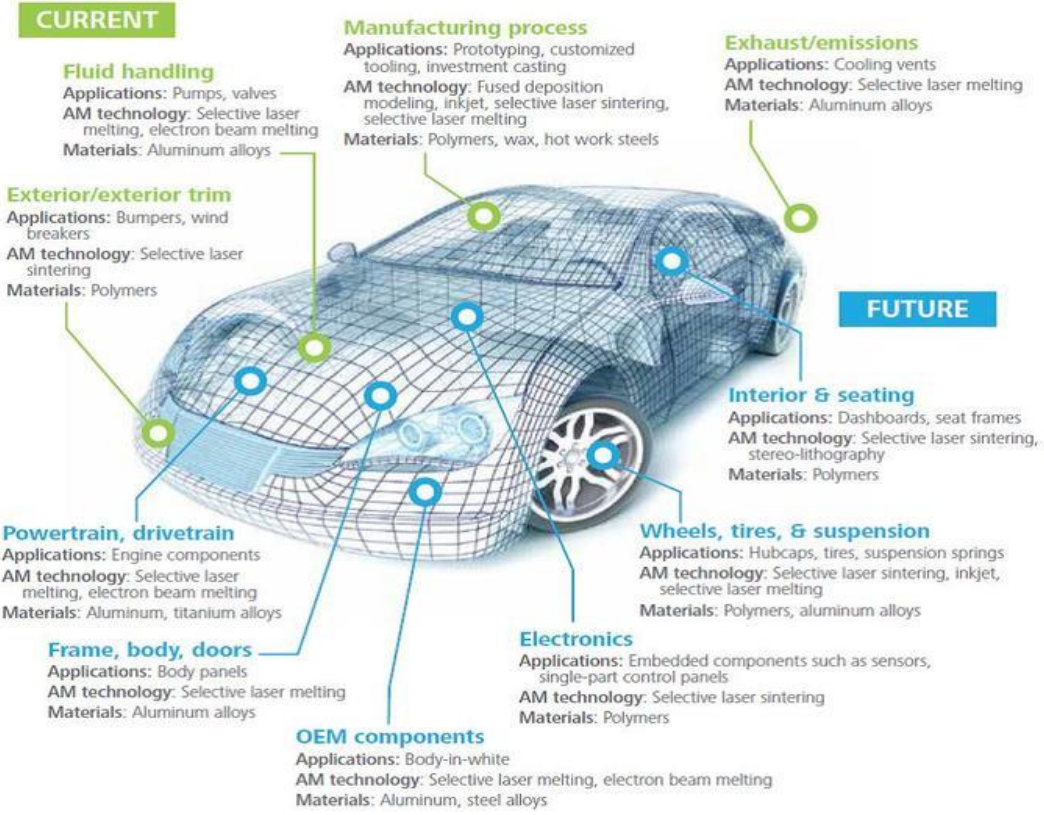 CURRENT
Manufacturing process
Applications: Prototyping, customized
tooling, investment casting
AM technology: Fused deposition
modeling, inkjet, selective laser sintering,
selective laser melting
Materials: Polymers, wax, hot work steels
Exhaust/emissions
Applications: Cooling vents
AM technology: Selective laser melting
Materials: Aluminum alloys
Fluid handling
Applications: Pumps, valves
AM technology: Selective laser
melting, electron beam melting
Materials: Aluminum alloys
Exterior/exterior trim
Applications: Bumpers, wind
breakers
AM technology: Selective laser
sintering
Materials: Polymers
FUTURE
Interior & seating
Applications: Dashboards, seat frames
AM technology: Selective laser sintering,
stereo-lithography
Materials: Polymers
Powertrain, drivetrain
Applications: Engine components
AM technology: Selective laser
melting, electron beam melting
Materials: Aluminum, titanium alloys
Wheels, tires, & suspension
Applications: Hubcaps, tires, suspension springs
AM technology: Selective laser sintering, inkjet,
selective laser melting
Materials: Polymers, aluminum alloys
Frame, body, doors
Applications: Body panels
AM technology: Selective laser melting
Materials: Aluminum alloys
Electronics
Applications: Embedded components such as sensors,
single-part control panels
AM technology: Selective laser sintering
Materials: Polymers
OEM components
Applications: Body-in-white
AM technology: Selective laser melting, electron beam melting
Materials: Aluminum, steel alloys